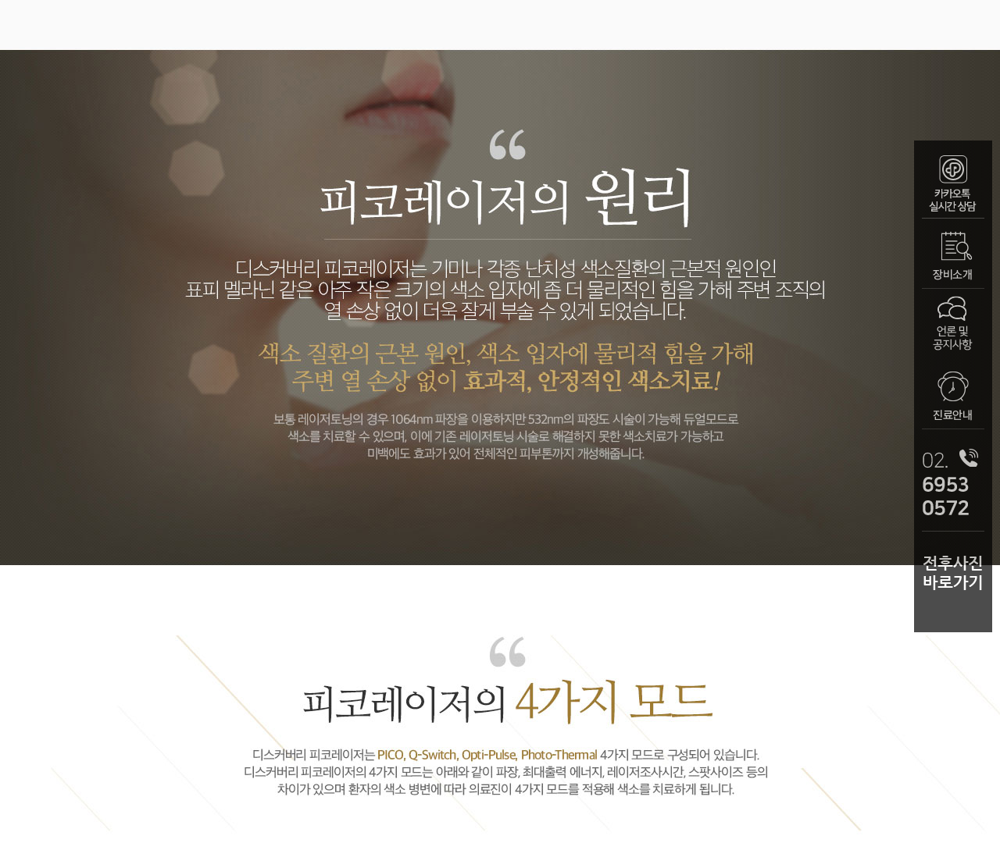 “
피코레이저의 원리
디스커버리 피코레이저는 기미나 각종 난치성 색소질환의 근본적 원인인
표피 멜라닌 같은 아주 작은 크기의 색소 입자에 좀 더 물리적인 힘을 가해 주변 조직의
열 손상 없이 더욱 잘게 부술 수 있게 되었습니다.
색소 질환의 근본 원인, 색소 입자에 물리적 힘을 가해
주변 열 손상 없이 효과적, 안정적인 색소치료!
보통 레이저토닝의 경우 1064nm 파장을 이용하지만 532nm의 파장도 시술이 가능해 듀얼모드로
색소를 치료할 수 있으며, 이에 기존 레이저토닝 시술로 해결하지 못한 색소치료가 가능하고
미백에도 효과가 있어 전체적인 피부톤까지 개성해줍니다.
“
피코레이저의 4가지 모드
디스커버리 피코레이저는 PICO, Q-Switch, Opti-Pulse, Photo-Thermal 4가지 모드로 구성되어 있습니다.
디스커버리 피코레이저의 4가지 모드는 아래와 같이 파장, 최대출력 에너지, 레이저조사시간, 스팟사이즈 등의
차이가 있으며 환자의 색소 병변에 따라 의료진이 4가지 모드를 적용해 색소를 치료하게 됩니다.
카카오톡
실시간 상담
장비소개
언론 및
공지사항
진료안내
02.
6953
0572
전후사진
바로가기